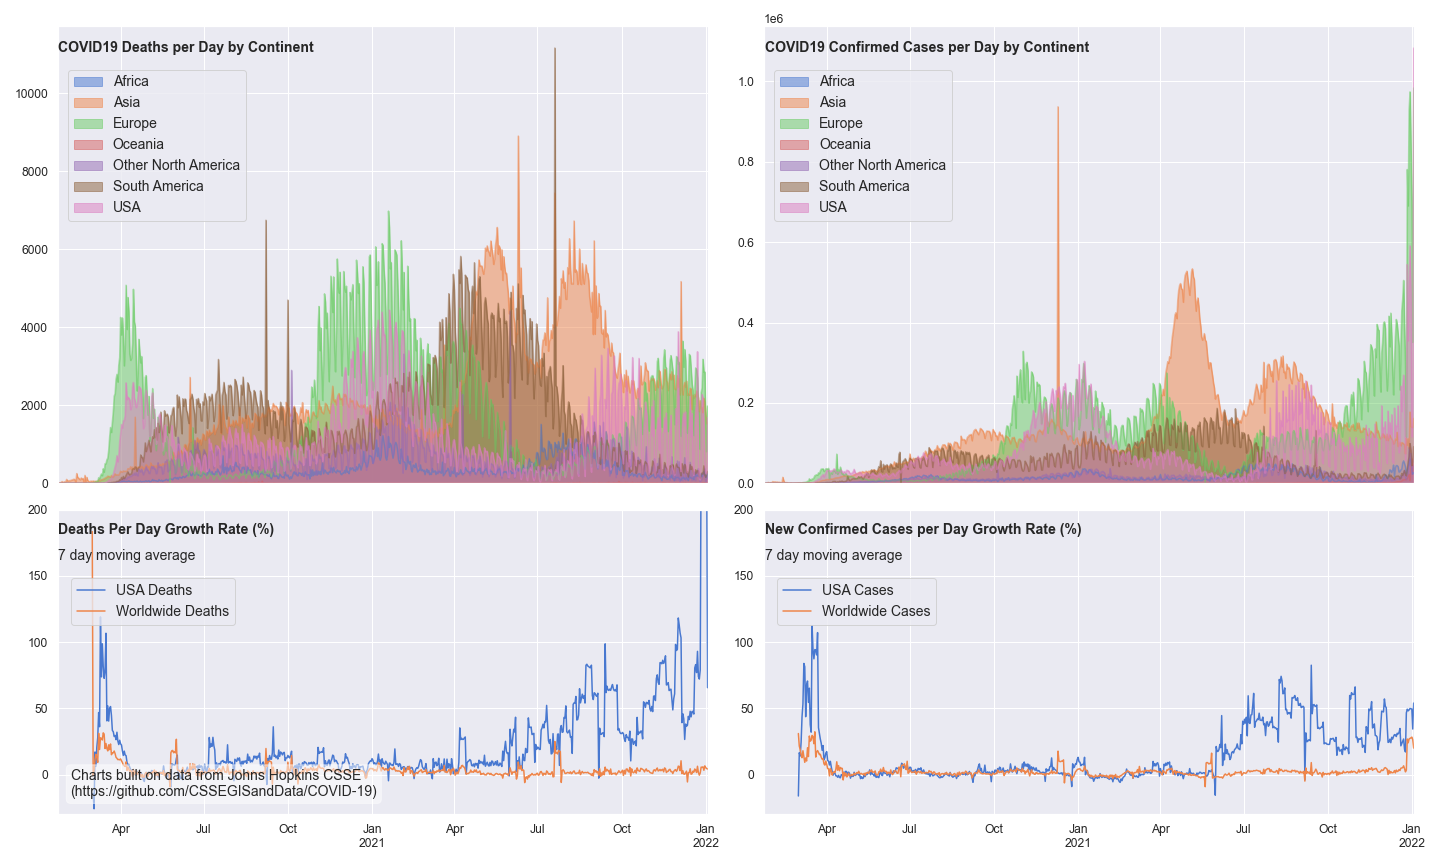 COVID19 Deaths per Day by Continent
Africa
Asia
Europe
Oceania
Other North America
South America
USA
10000
8000
6000
4000
2000
0
1e6
COVID19 Confirmed Cases per Day by Continent
Africa
Asia
Europe
Oceania
Other North America
South America
USA
1.0
0.8
0.6
0.4
0.2
0.0
200
Deaths Per Day Growth Rate (%)
7 day moving average
150
USA Deaths
Worldwide Deaths
100
50
0
Charts built on data from Johns Hopkins CSSE
(https://github.com/CSSEGISandData/COVID-19)
Apr Jul Oct Jan Apr Jul Oct Jan
2021 2022
200
New Confirmed Cases per Day Growth Rate (%)
7 day moving average
150
USA Cases
Worldwide Cases
100
50
0
Apr Jul Oct Jan Apr Jul Oct Jan
2021 2022